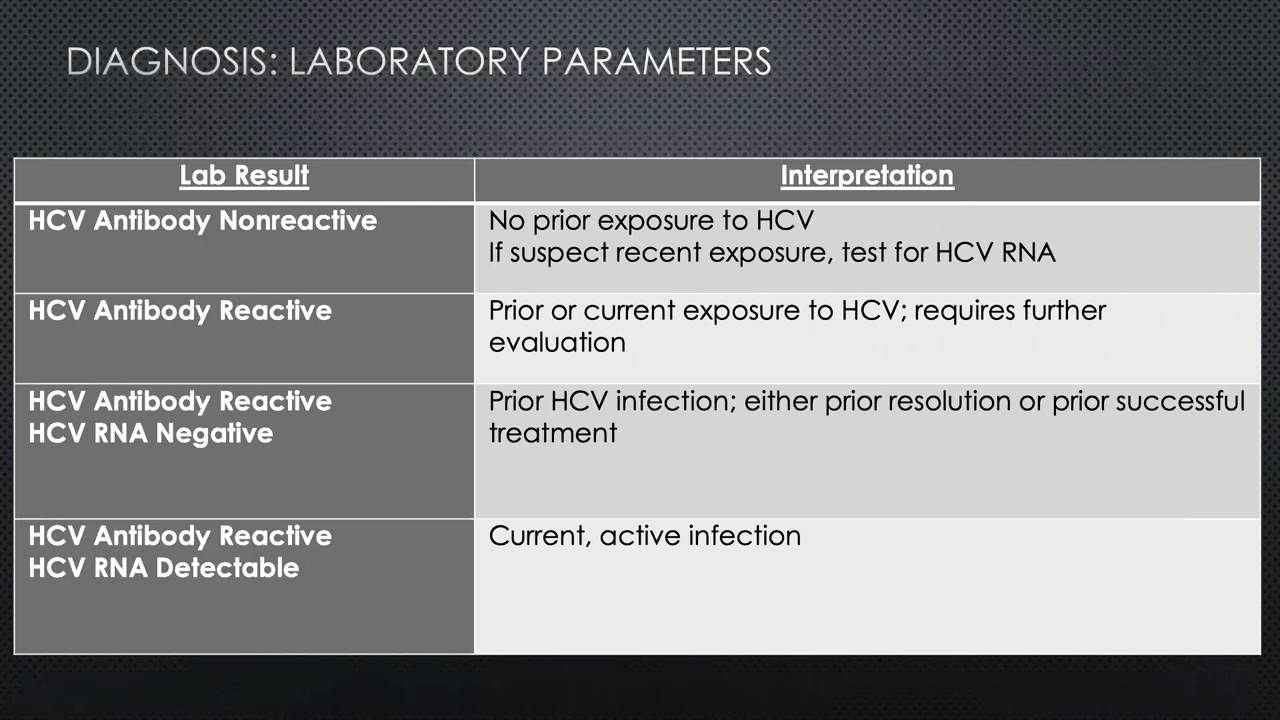 DIAGNOSIS: LABORATORY PARAMETERS
Lab Result
Interpretation
HCV Antibody Nonreactive
No prior exposure to HCV
If suspect recent exposure, test for HCV RNA
HCV Antibody Reactive
Prior or current exposure to HCV; requires further
evaluation
HCV Antibody Reactive
HCV RNA Negative
Prior HCV infection; either prior resolution or prior successful
treatment
HCV Antibody Reactive
HCV RNA Detectable
Current, active infection